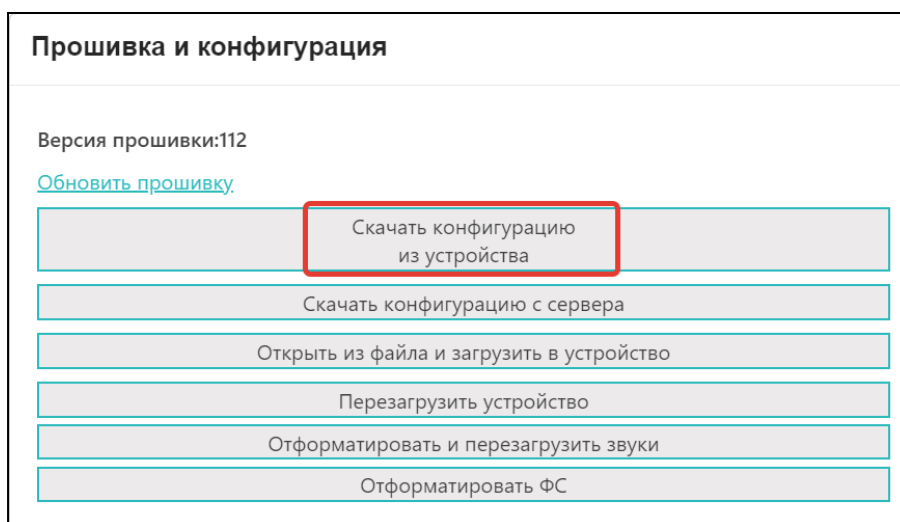 Прошивка и конфигурация
Версия прошивки:112
Обновить прошивку
Скачать конфигурацию
из устройства
Скачать конфигурацию с сервера
Открыть из файла и загрузить в устройство
Перезагрузить устройство
Отформатировать и перезагрузить звуки
Отформатировать ФС